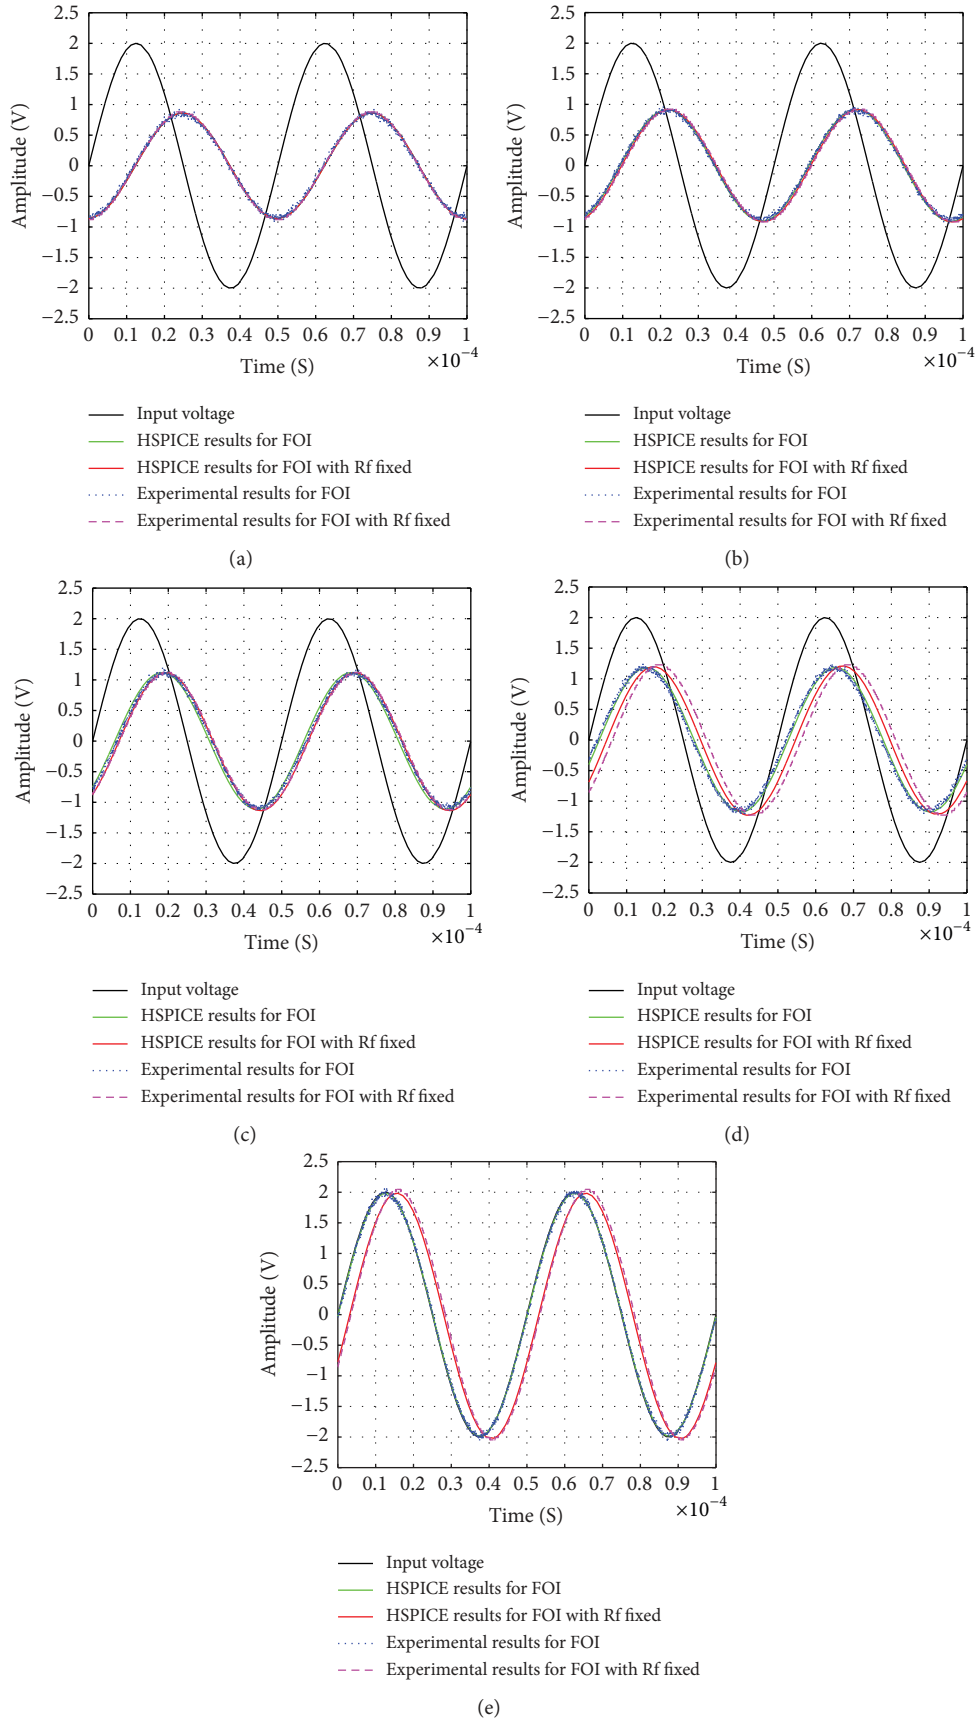 2.5
2
1.5
1
0.5
0
−0.5
−1
−1.5
−2
−2.5
Amplitude (V)
0 0.1 0.2 0.3 0.4 0.5 0.6 0.7 0.8 0.9 1
×10−4
Time (S)
Input voltage
HSPICE results for FOI
HSPICE results for FOI with Rf fixed
Experimental results for FOI
Experimental results for FOI with Rf fixed
(a)
2.5
2
1.5
1
0.5
0
−0.5
−1
−1.5
−2
−2.5
Amplitude (V)
0 0.1 0.2 0.3 0.4 0.5 0.6 0.7 0.8 0.9 1
×10−4
Time (S)
Input voltage
HSPICE results for FOI
HSPICE results for FOI with Rf fixed
Experimental results for FOI
Experimental results for FOI with Rf fixed
(b)
2.5
2
1.5
1
0.5
0
−0.5
−1
−1.5
−2
−2.5
Amplitude (V)
0 0.1 0.2 0.3 0.4 0.5 0.6 0.7 0.8 0.9 1
×10−4
Time (S)
Input voltage
HSPICE results for FOI
HSPICE results for FOI with Rf fixed
Experimental results for FOI
Experimental results for FOI with Rf fixed
(c)
2.5
2
1.5
1
0.5
0
−0.5
−1
−1.5
−2
−2.5
Amplitude (V)
0 0.1 0.2 0.3 0.4 0.5 0.6 0.7 0.8 0.9 1
×10−4
Time (S)
Input voltage
HSPICE results for FOI
HSPICE results for FOI with Rf fixed
Experimental results for FOI
Experimental results for FOI with Rf fixed
(d)
2.5
2
1.5
1
0.5
0
−0.5
−1
−1.5
−2
−2.5
Amplitude (V)
0 0.1 0.2 0.3 0.4 0.5 0.6 0.7 0.8 0.9 1
×10−4
Time (S)
Input voltage
HSPICE results for FOI
HSPICE results for FOI with Rf fixed
Experimental results for FOI
Experimental results for FOI with Rf fixed
(e)